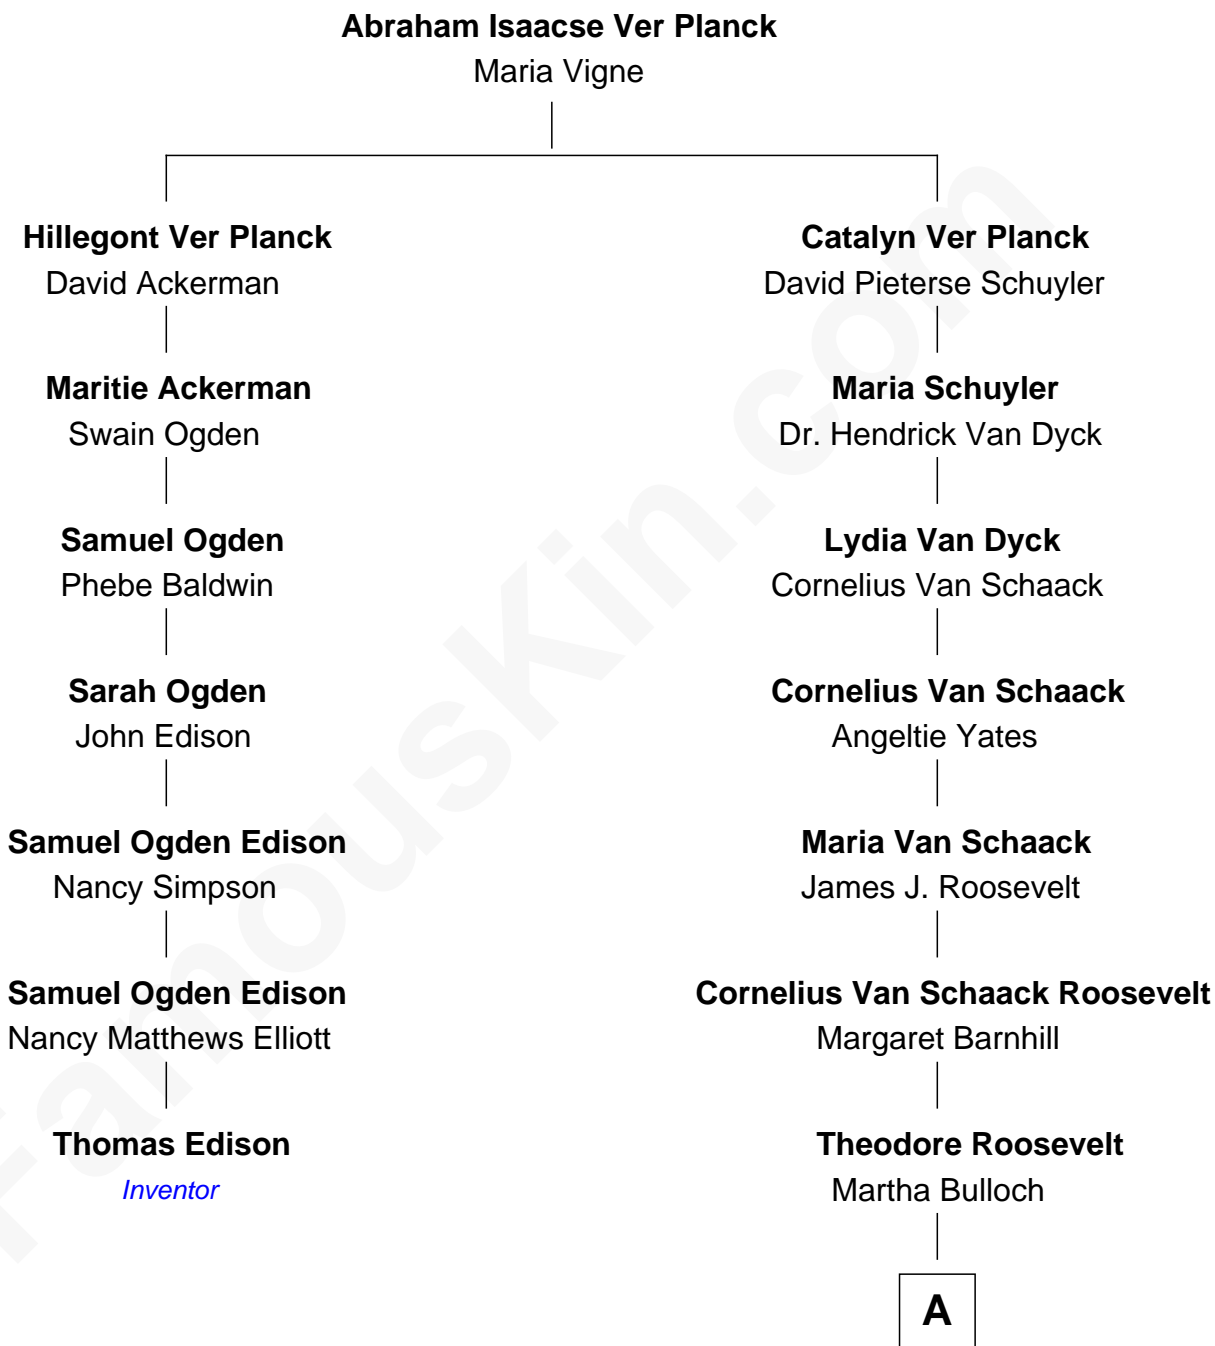 Abraham Isaacse Ver Planck
Maria Vigne
Hillegont Ver Planck
David Ackerman
Maritie Ackerman
Swain Ogden
Samuel Ogden
Phebe Baldwin
Sarah Ogden
John Edison
Samuel Ogden Edison
Nancy Simpson
Samuel Ogden Edison
Nancy Matthews Elliott
Thomas Edison
Inventor
Catalyn Ver Planck
David Pieterse Schuyler
Maria Schuyler
Dr. Hendrick Van Dyck
Lydia Van Dyck
Cornelius Van Schaack
Cornelius Van Schaack
Angeltie Yates
Maria Van Schaack
James J. Roosevelt
Cornelius Van Schaack Roosevelt
Margaret Barnhill
Theodore Roosevelt
Martha Bulloch
A
FamousKin.com